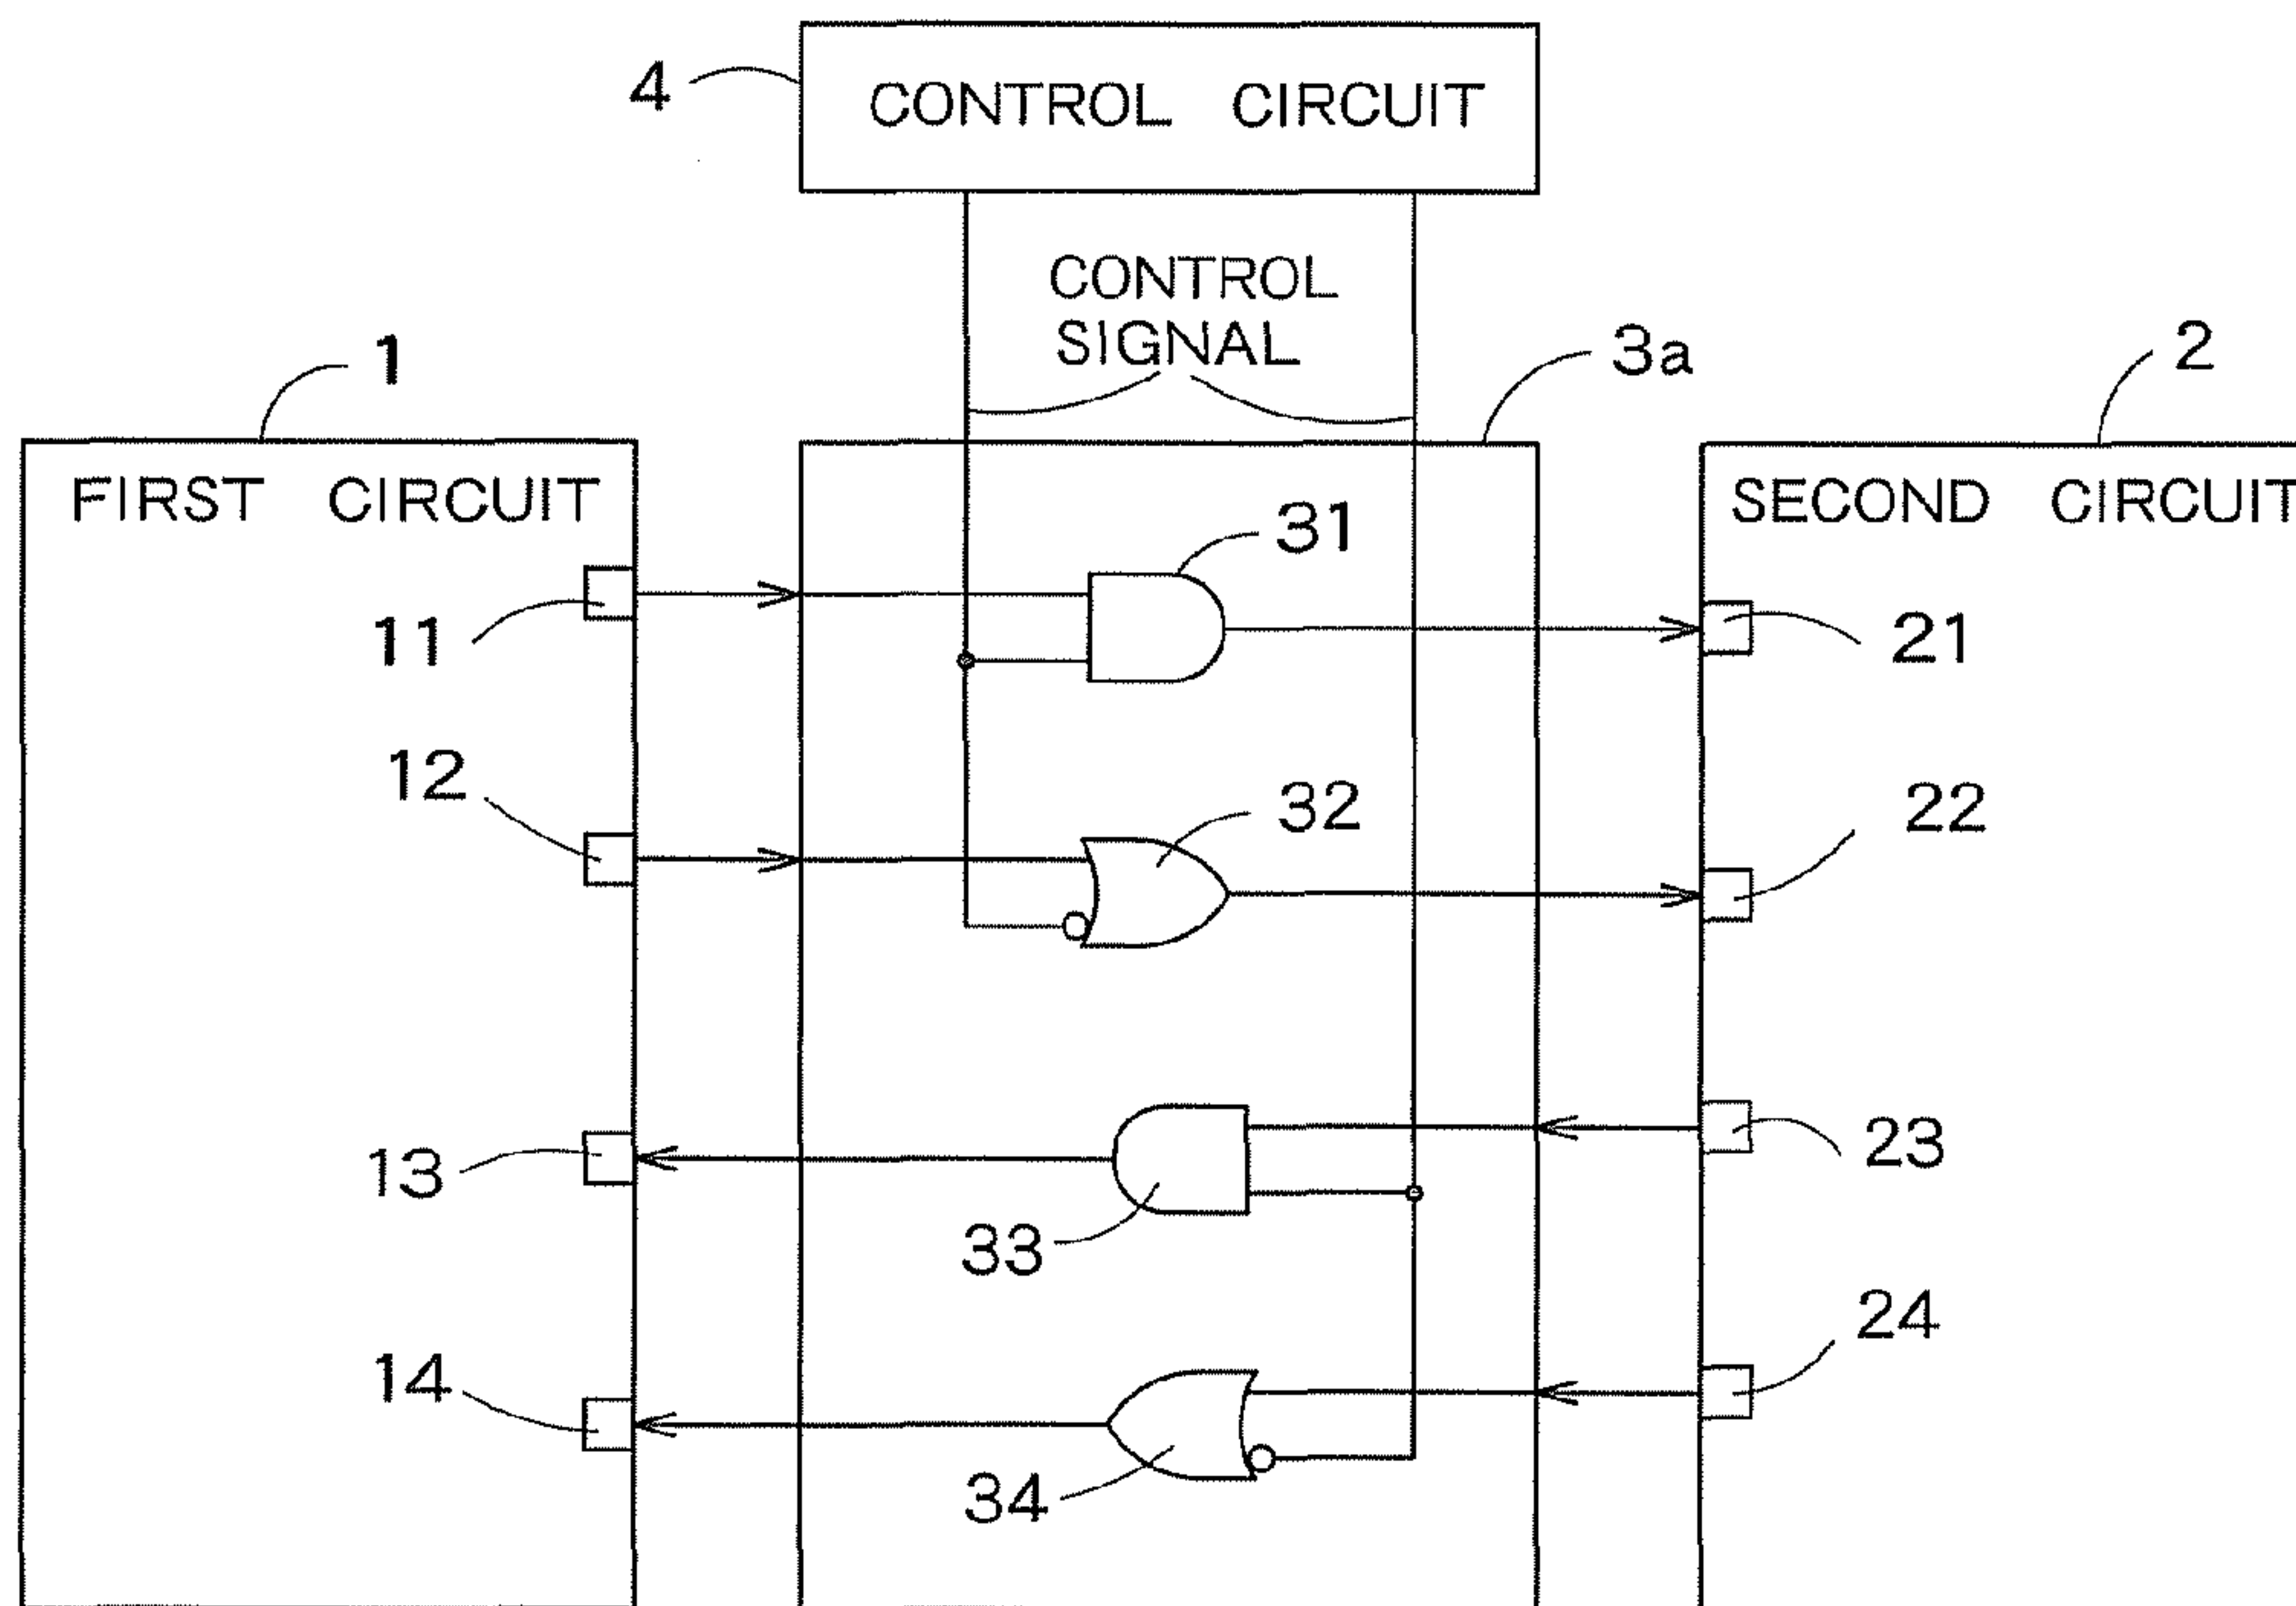 4
CONTROL CIRCUIT
CONTROL
SIGNAL
1
3a
2
FIRST CIRCUIT
SECOND CIRCUIT
31
11
21
12
32
22
13
33
23
14
34
24